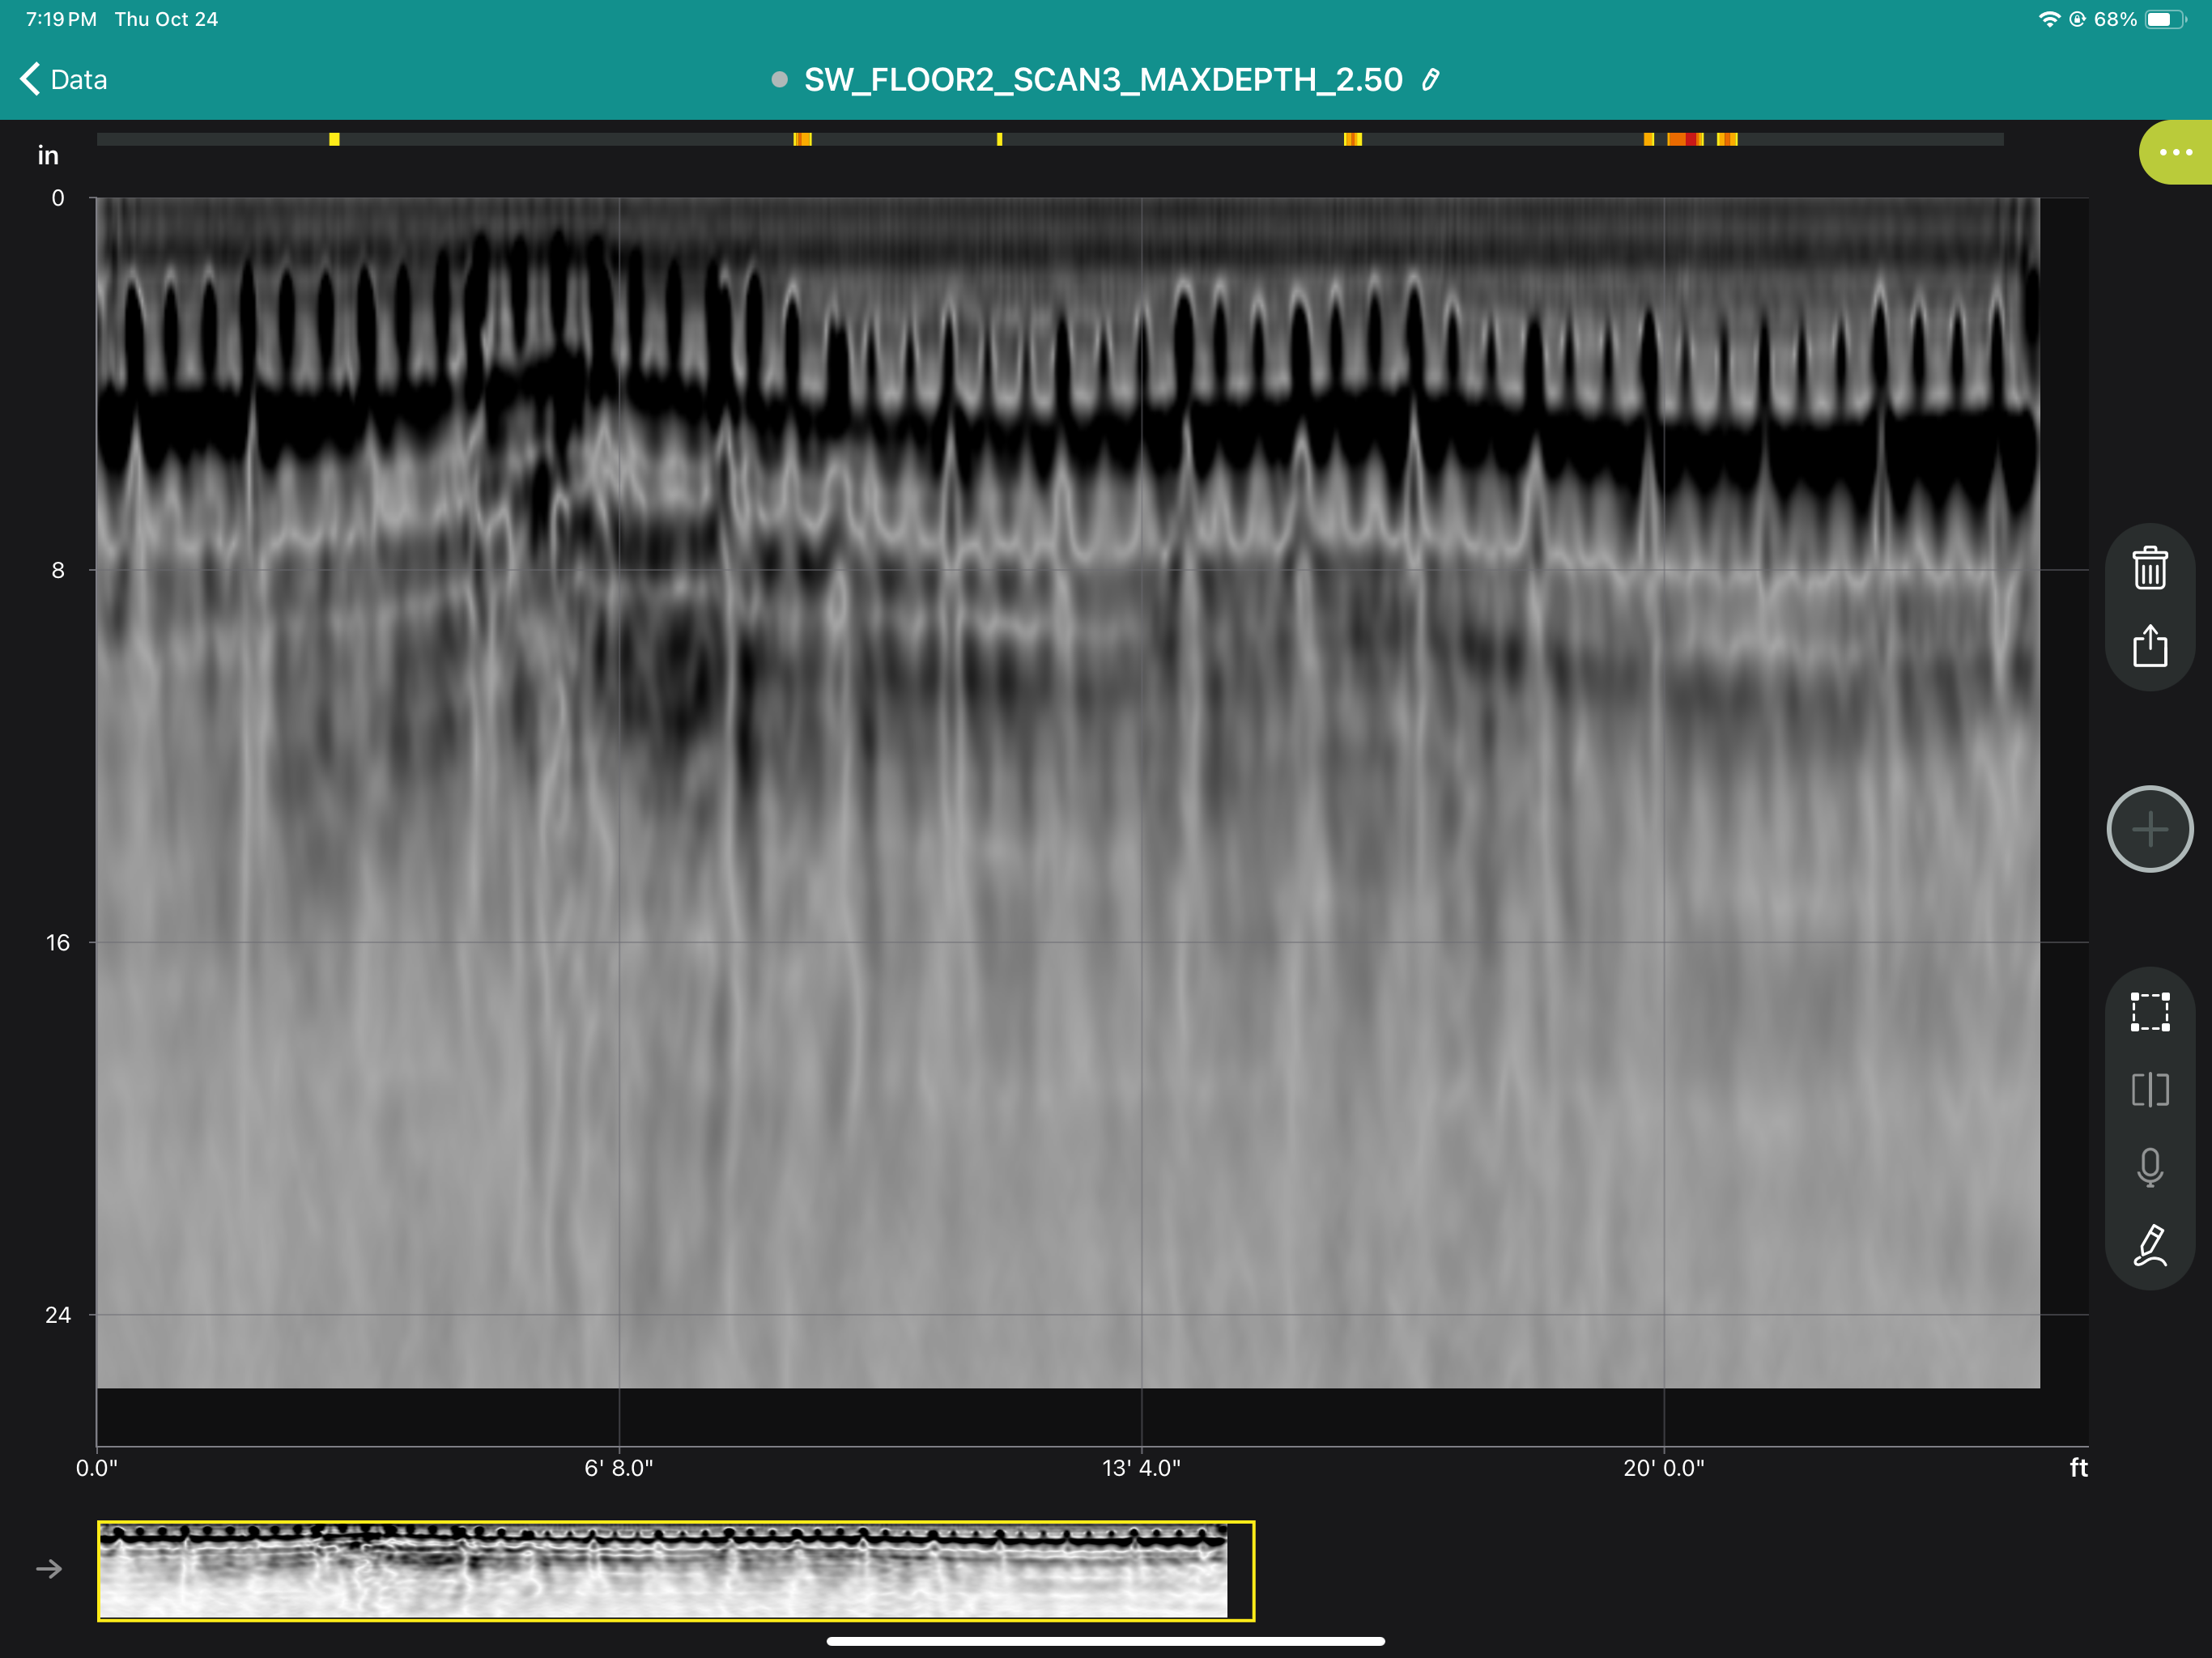 7:19 PM Thu Oct 24
68%
Data
SW_FLOOR2_SCAN3_MAXDEPTH_2.50
in
0
8
16
24
0.0" 6' 8.0" 13' 4.0" 20' 0.0" ft